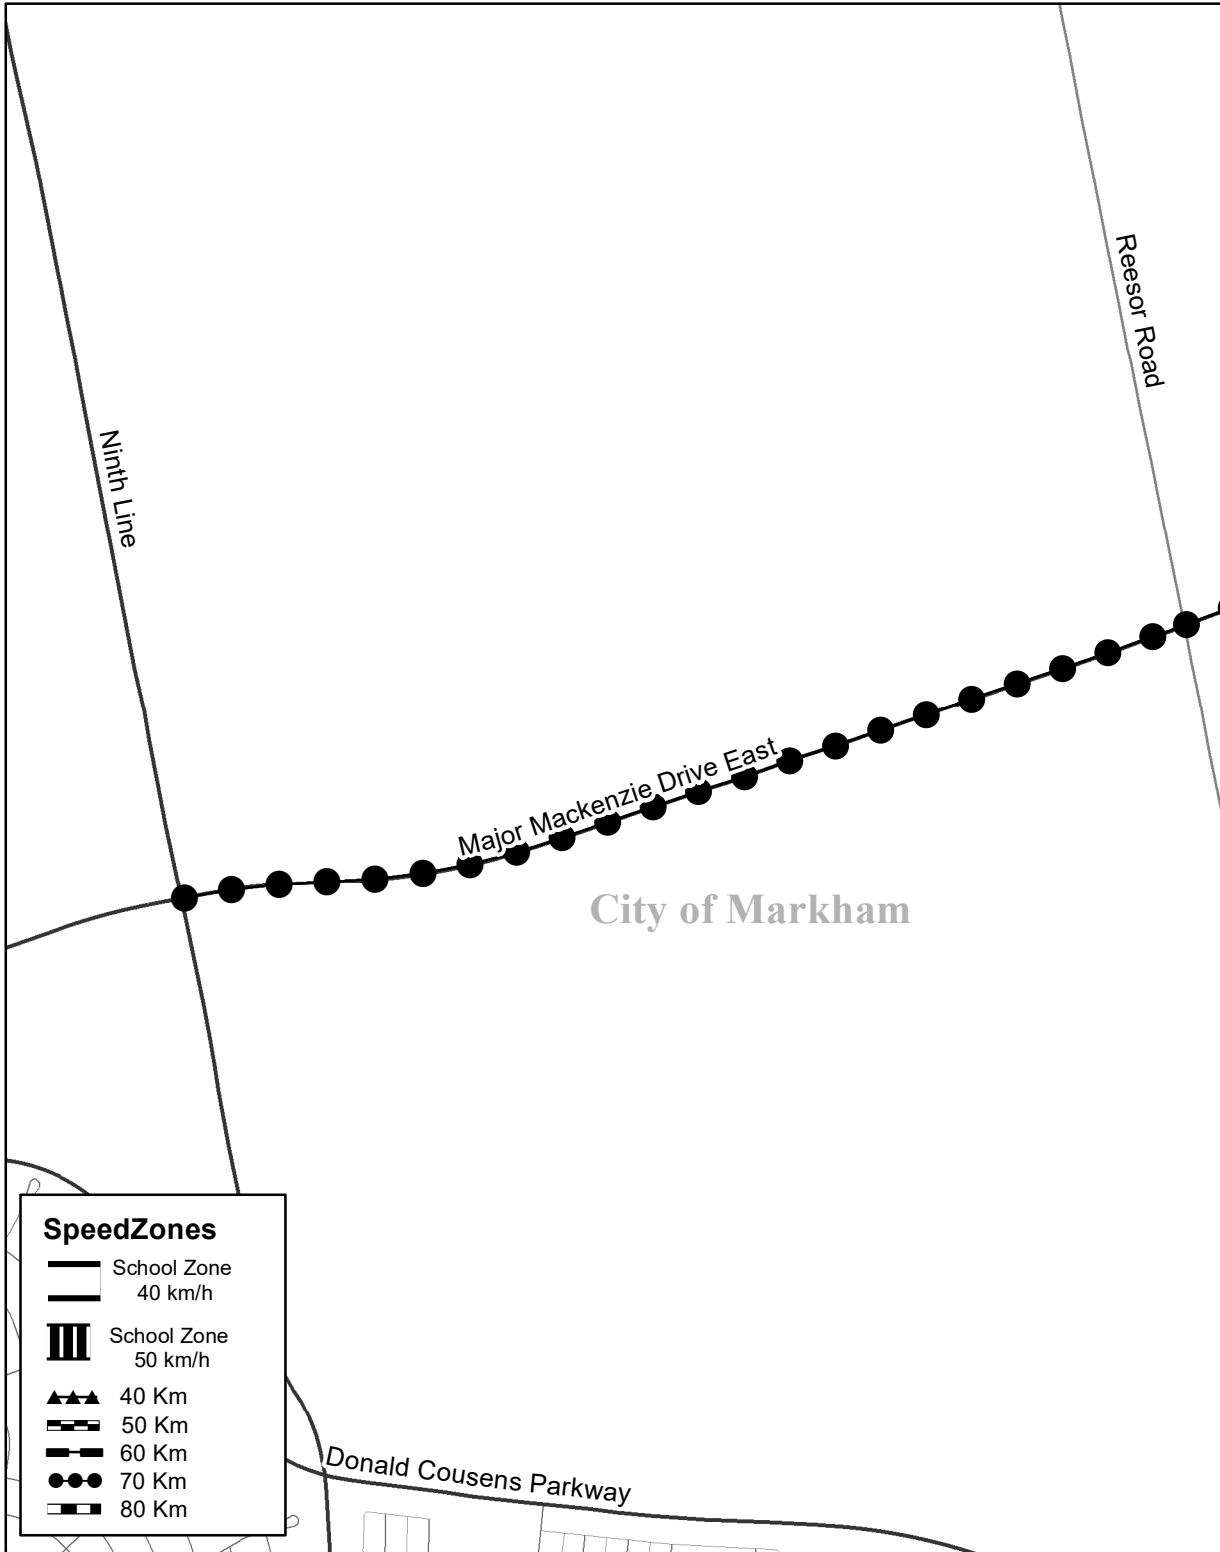 Reesor Road
Ninth Line
Major Mackenzie Drive East
City of Markham
SpeedZones
School Zone
40 km/h
School Zone
50 km/h
40 Km
50 Km
60 Km
70 Km
80 Km
Donald Cousens Parkway